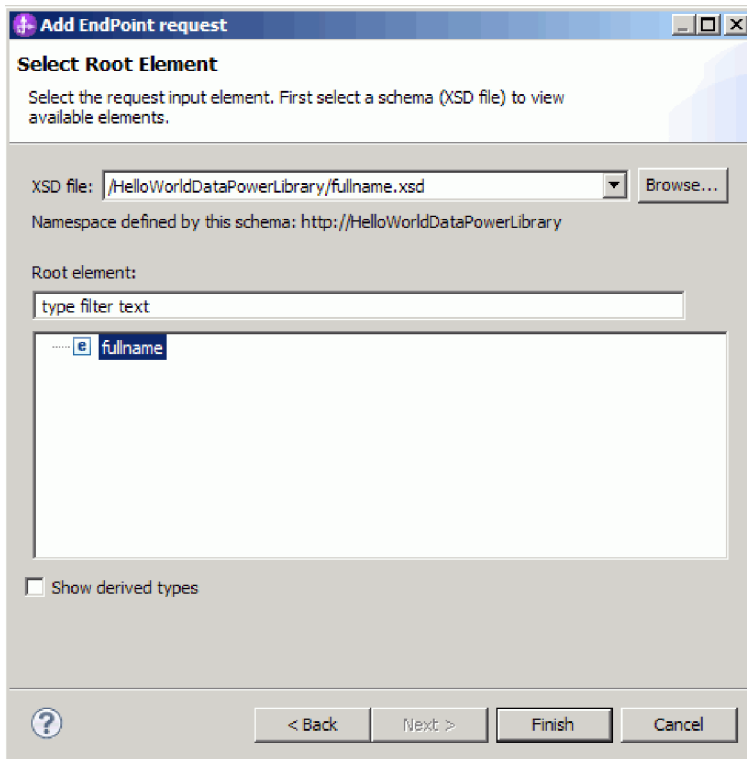 Add EndPoint request
Select Root Element
Select the request input element. First select a schema (XSD file) to view
available elements.
XSD file: /HelloWorldDataPowerLibrary/fullname.xsd Browse...
Namespace defined by this schema: http://HelloWorldDataPowerLibrary
Root element:
type filter text
e fullname
Show derived types
? < Back Next > Finish Cancel